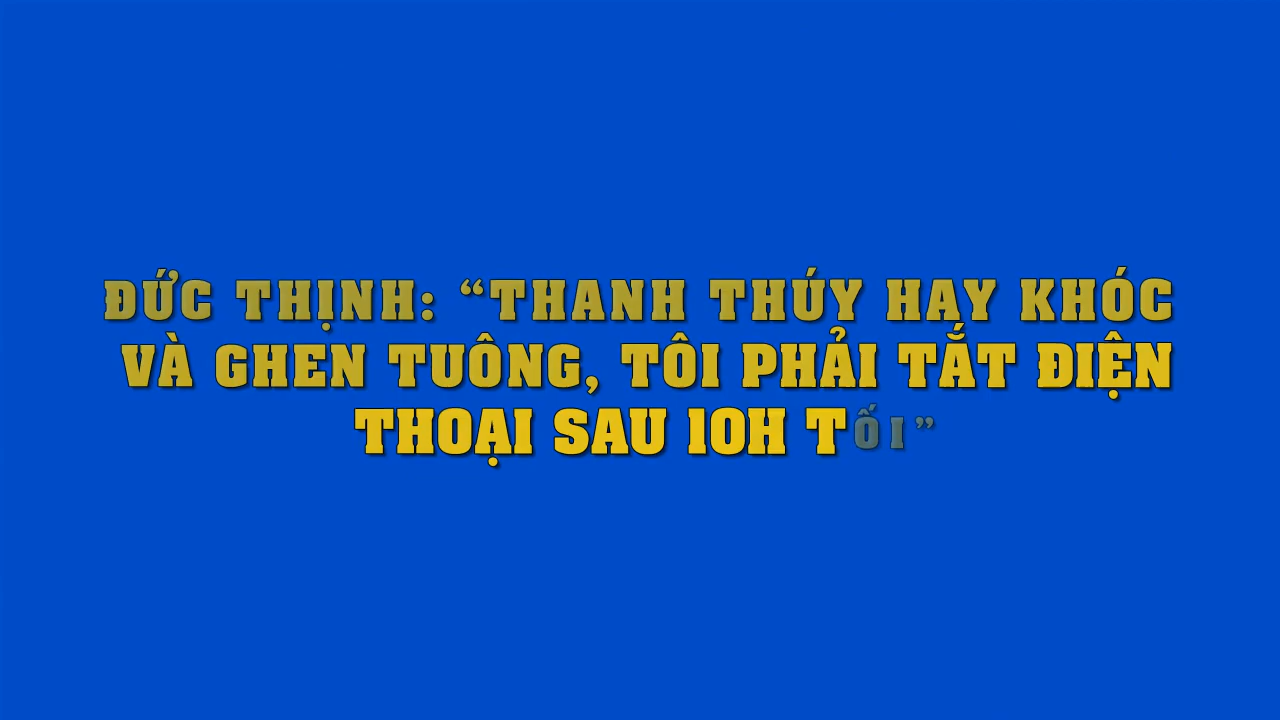 ĐỨC THỊNH: “THANH THÚY HAY KHÓC
VÀ GHEN TUÔNG, TÔI PHẢI TẮT ĐIỆN
THOẠI SAU 10H TỐI”